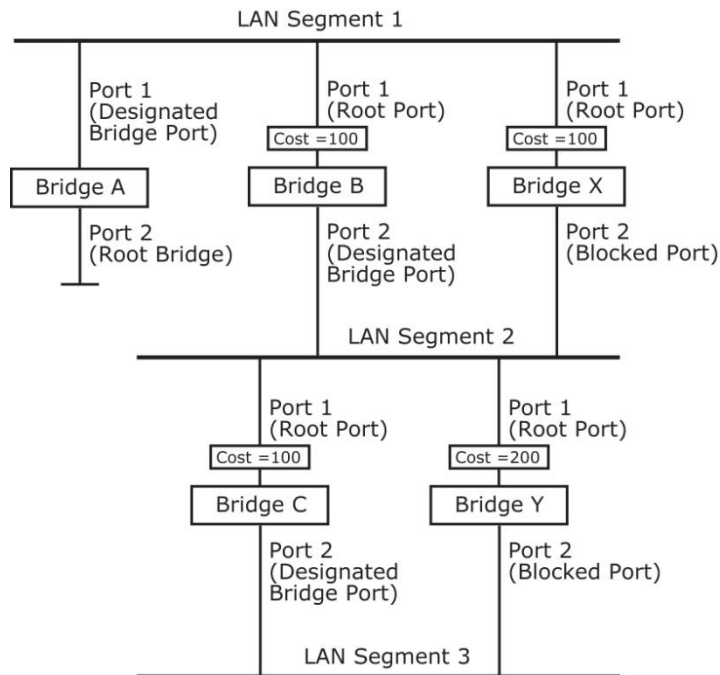 LAN Segment 1
Port 1
(Designated
Bridge Port)
Port 1
(Root Port)
Port 1
(Root Port)
Cost =100
Cost =100
Bridge A
Bridge B
Bridge X
Port 2
(Root Bridge)
Port 2
(Designated
Bridge Port)
Port 2
(Blocked Port)
LAN Segment 2
Port 1
(Root Port)
Port 1
(Root Port)
Cost =100
Cost =200
Bridge C
Bridge Y
Port 2
(Designated
Bridge Port)
Port 2
(Blocked Port)
LAN Segment 3